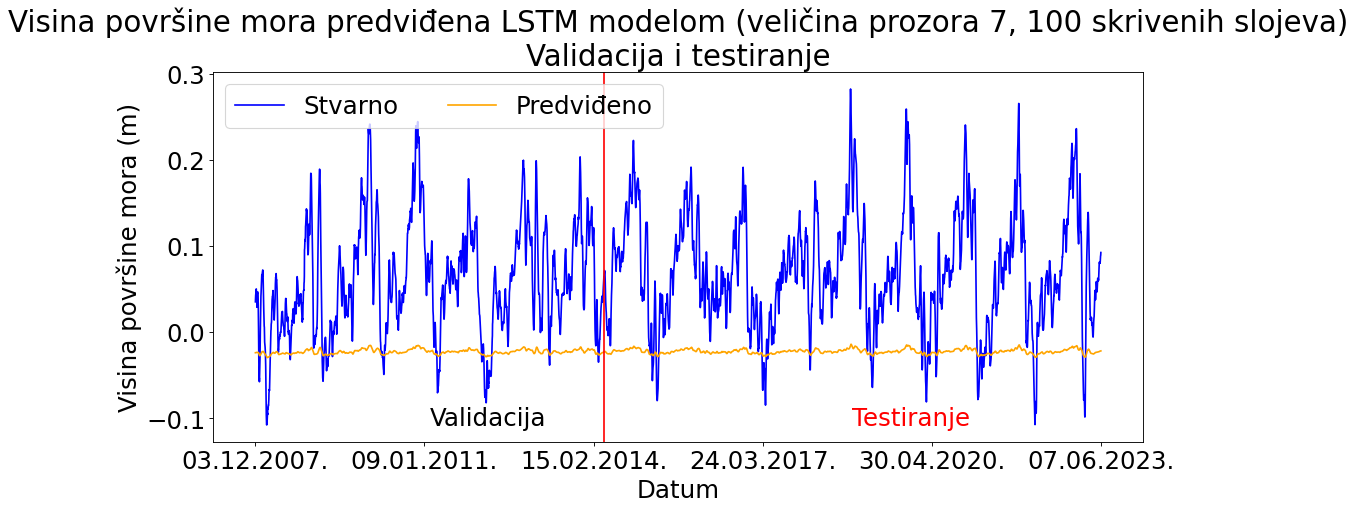 Visina površine mora predviđena LSTM modelom (veličina prozora 7, 100 skrivenih slojeva)
Validacija i testiranje
Stvarno
Predviđeno
Visina površine mora (m)
0.3
0.2
0.1
0.0
−0.1
Validacija
Testiranje
03.12.2007.
09.01.2011.
15.02.2014.
24.03.2017.
30.04.2020.
07.06.2023.
Datum